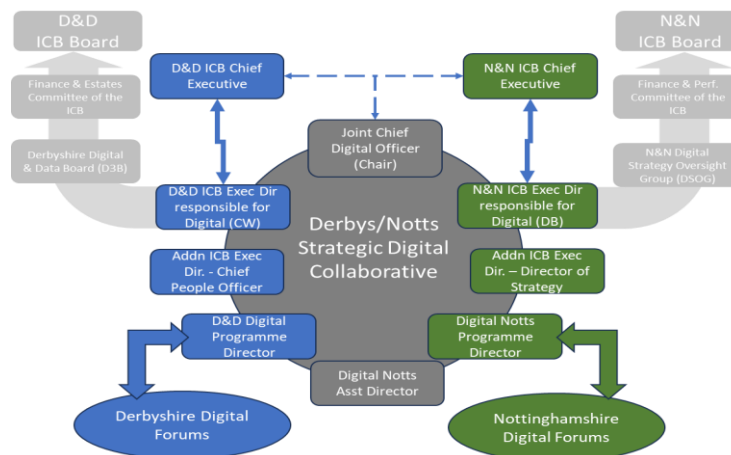 D&D
ICB Board
N&N
ICB Board
D&D ICB Chief
Executive
N&N ICB Chief
Executive
Finance & Estates
Committee of the
ICB
Finance & Perf.
Committee of the
ICB
Joint Chief
Digital Officer
(Chair)
Derbyshire Digital
& Data Board (D3B)
N&N Digital
Strategy Oversight
Group (DSOG)
D&D ICB Exec Dir
responsible for
Digital (CW)
N&N ICB Exec Dir
responsible for
Digital (DB)
Derbys/Notts
Strategic Digital
Collaborative
Addn ICB Exec
Dir. - Chief
People Officer
Addn ICB Exec
Dir. – Director of
Strategy
D&D Digital
Programme
Director
Digital Notts
Programme
Director
Digital Notts
Asst Director
Derbyshire Digital
Forums
Nottinghamshire
Digital Forums